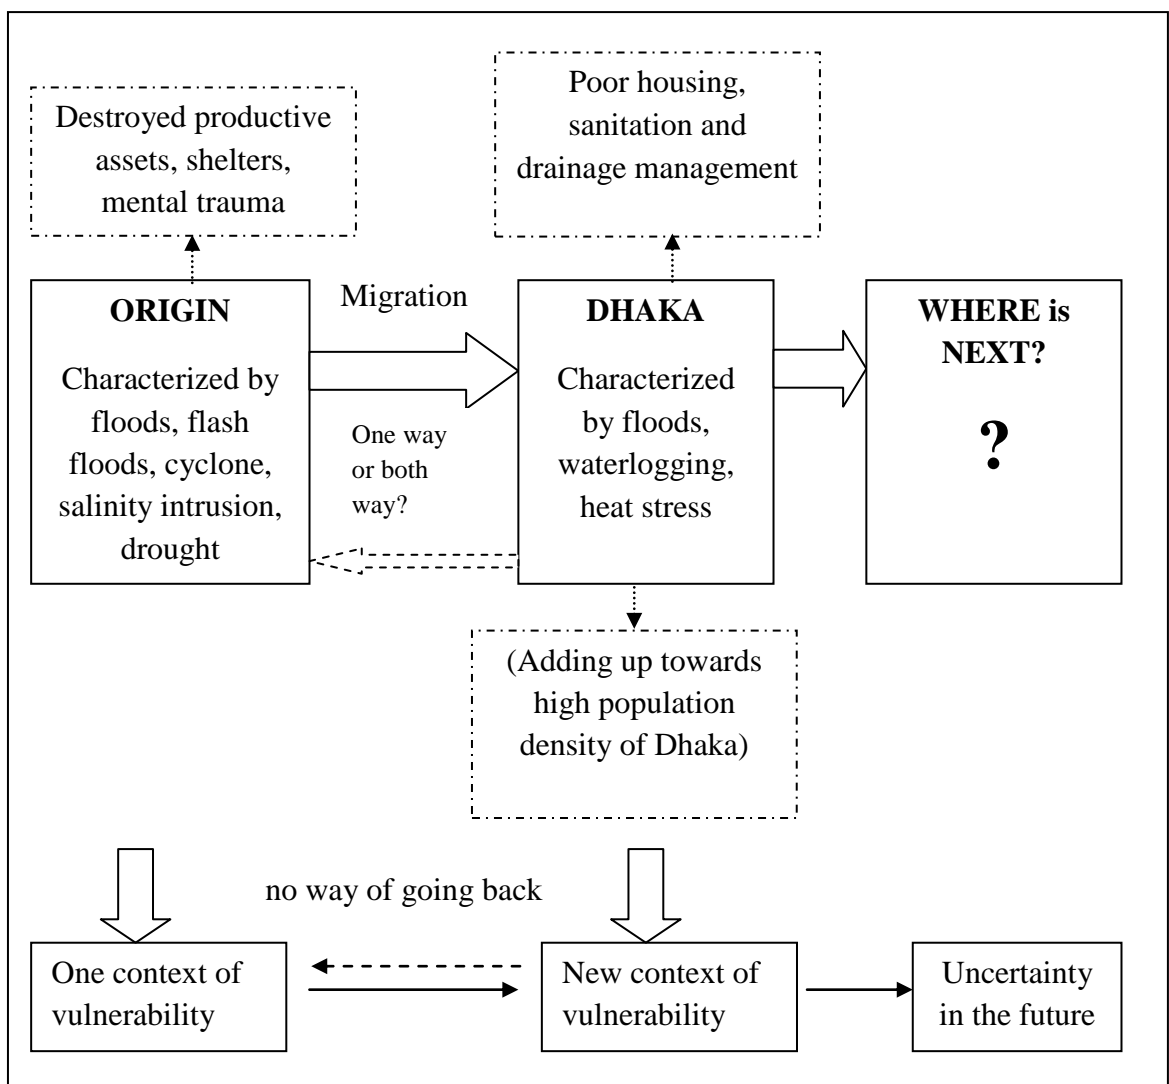 Destroyed productive
assets, shelters,
mental trauma
Poor housing,
sanitation and
drainage management
ORIGIN
Characterized by
floods, flash
floods, cyclone,
salinity intrusion,
drought
Migration
One way
or both
way?
DHAKA
Characterized
by floods,
waterlogging,
heat stress
WHERE is
NEXT?
?
(Adding up towards
high population
density of Dhaka)
no way of going back
One context of
vulnerability
New context of
vulnerability
Uncertainty
in the future